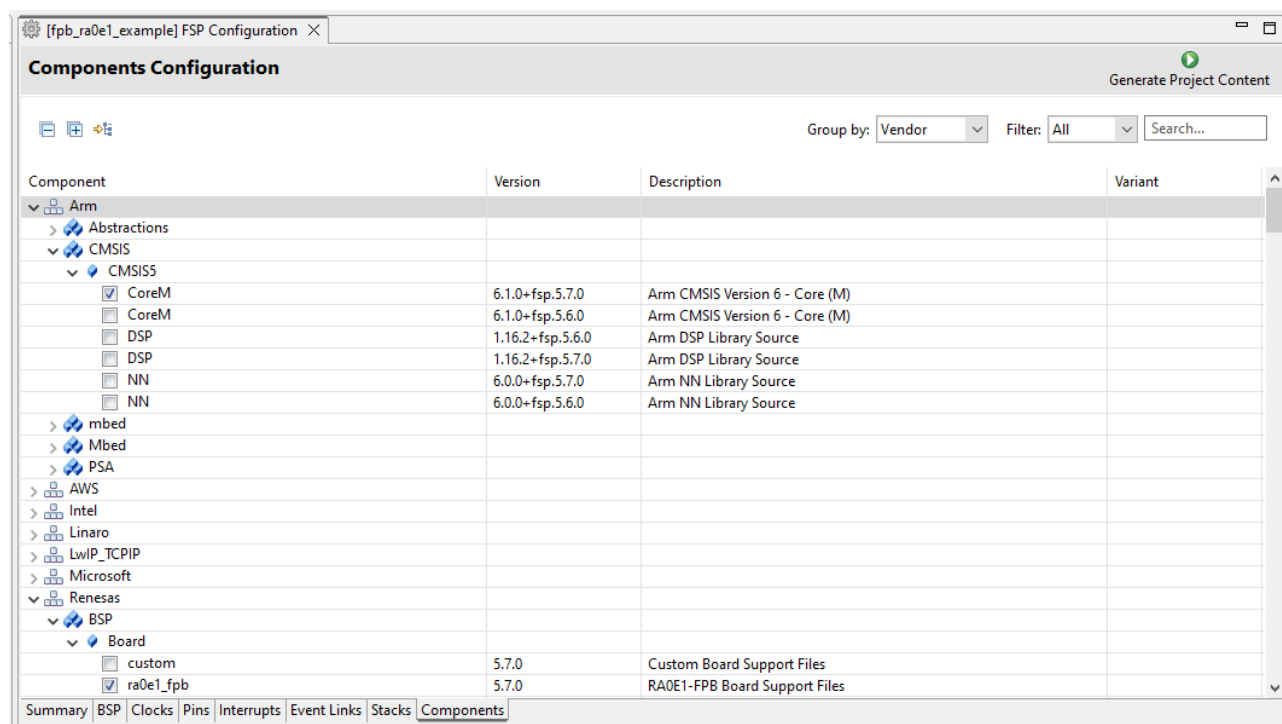 [fpb_ra0e1_example] FSP Configuration
Components Configuration
Generate Project Content
Group by: Vendor Filter: All Search...
Component Version Description Variant
Arm
Abstractions
CMSIS
CMSIS5
CoreM 6.1.0+fsp.5.7.0 Arm CMSIS Version 6 - Core (M)
CoreM 6.1.0+fsp.5.6.0 Arm CMSIS Version 6 - Core (M)
DSP 1.16.2+fsp.5.6.0 Arm DSP Library Source
DSP 1.16.2+fsp.5.7.0 Arm DSP Library Source
NN 6.0.0+fsp.5.7.0 Arm NN Library Source
NN 6.0.0+fsp.5.6.0 Arm NN Library Source
mbed
Mbed
PSA
AWS
Intel
Linaro
LwIP_TCPIP
Microsoft
Renesas
BSP
Board
custom 5.7.0 Custom Board Support Files
ra0e1_fpb 5.7.0 RA0E1-FPB Board Support Files
Summary BSP Clocks Pins Interrupts Event Links Stacks Components